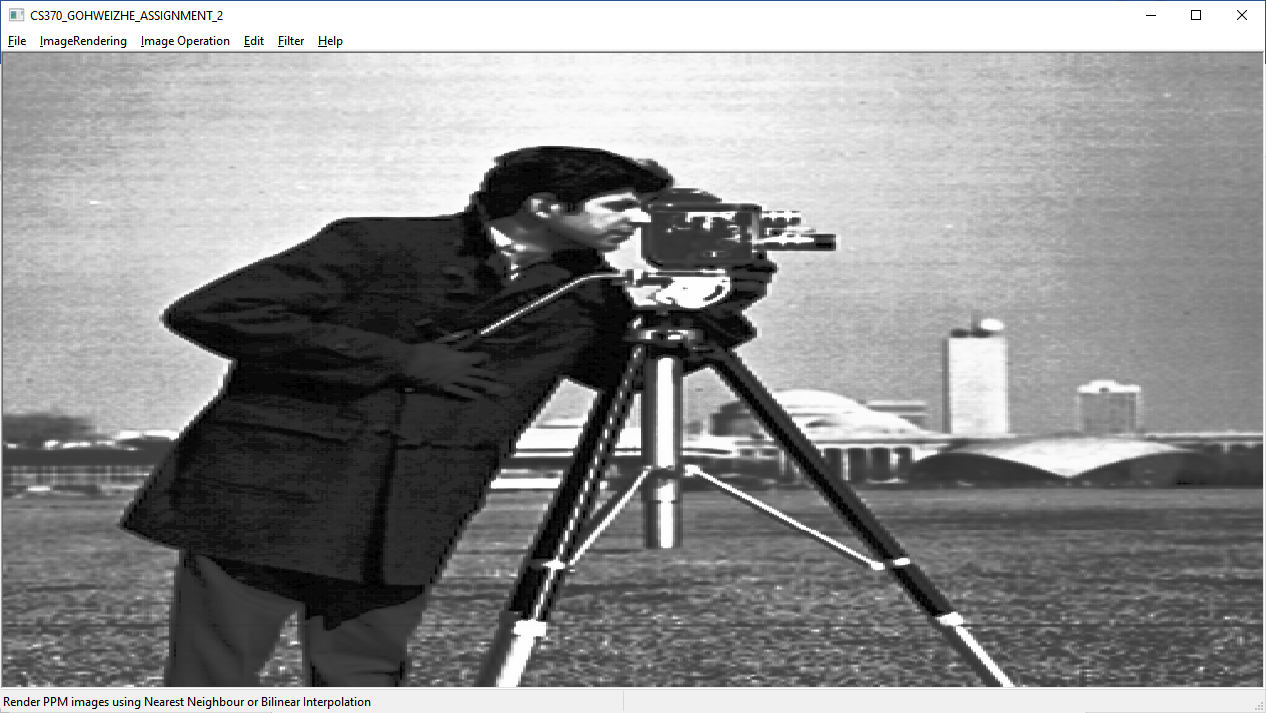 CS370_GOHWEIZHE_ASSIGNMENT_2
File ImageRendering Image Operation Edit Filter Help
Render PPM images using Nearest Neighbour or Bilinear Interpolation